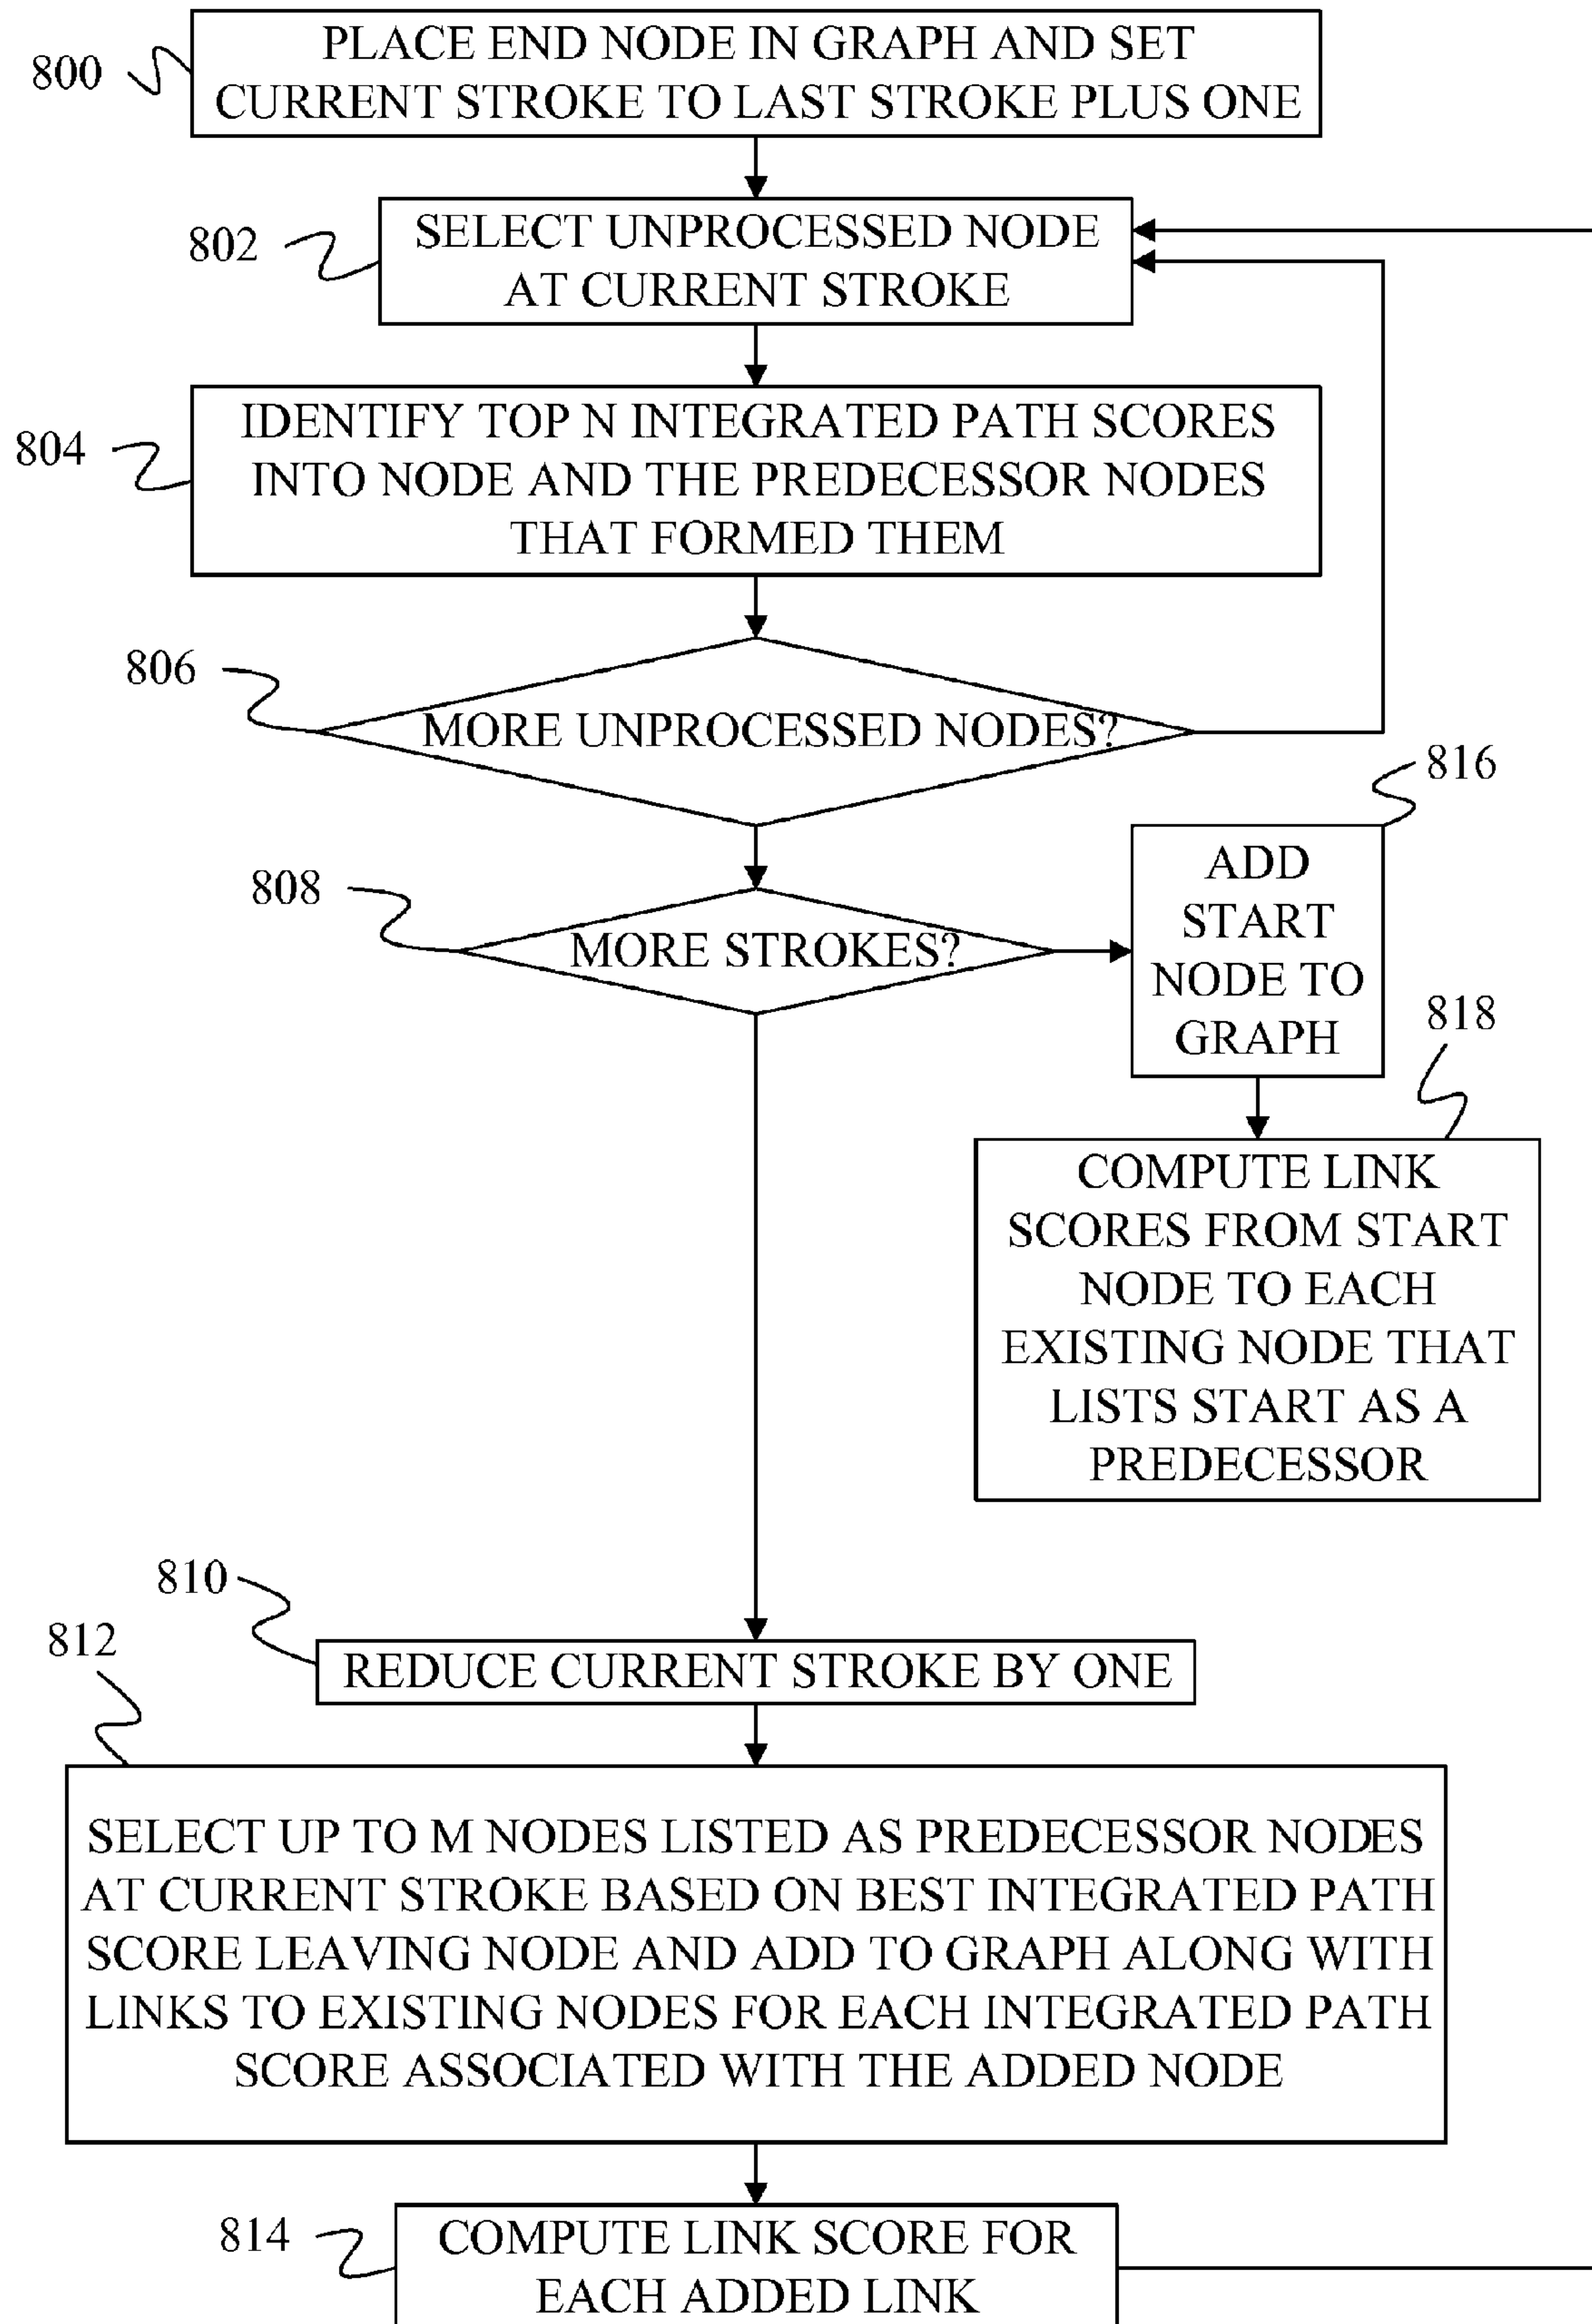 800
PLACE END NODE IN GRAPH AND SET
CURRENT STROKE TO LAST STROKE PLUS ONE
802
SELECT UNPROCESSED NODE
AT CURRENT STROKE
804
IDENTIFY TOP N INTEGRATED PATH SCORES
INTO NODE AND THE PREDECESSOR NODES
THAT FORMED THEM
806
MORE UNPROCESSED NODES?
808
MORE STROKES?
816
ADD
START
NODE TO
GRAPH
818
COMPUTE LINK
SCORES FROM START
NODE TO EACH
EXISTING NODE THAT
LISTS START AS A
PREDECESSOR
810
REDUCE CURRENT STROKE BY ONE
812
SELECT UP TO M NODES LISTED AS PREDECESSOR NODES
AT CURRENT STROKE BASED ON BEST INTEGRATED PATH
SCORE LEAVING NODE AND ADD TO GRAPH ALONG WITH
LINKS TO EXISTING NODES FOR EACH INTEGRATED PATH
SCORE ASSOCIATED WITH THE ADDED NODE
814
COMPUTE LINK SCORE FOR
EACH ADDED LINK